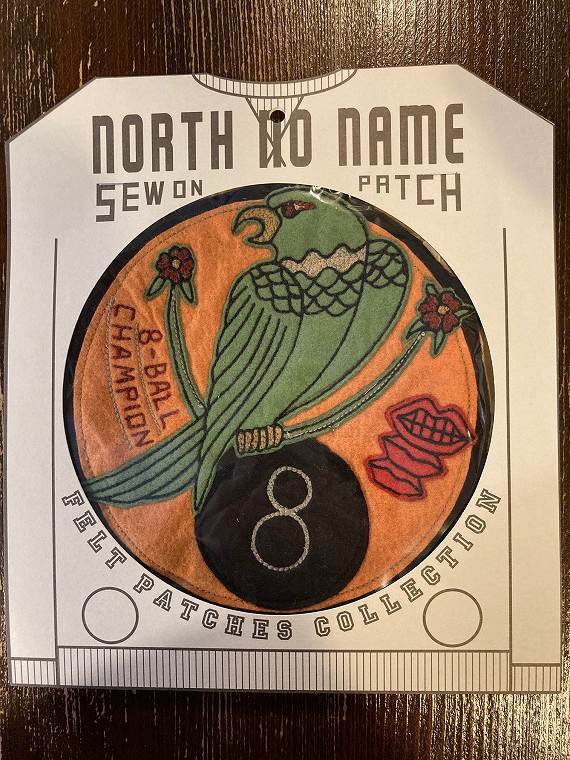 NORTH NO NAME
SEW ON PATCH
8-BALL
CHAMPION
8
FELT PATCHES COLLECTION